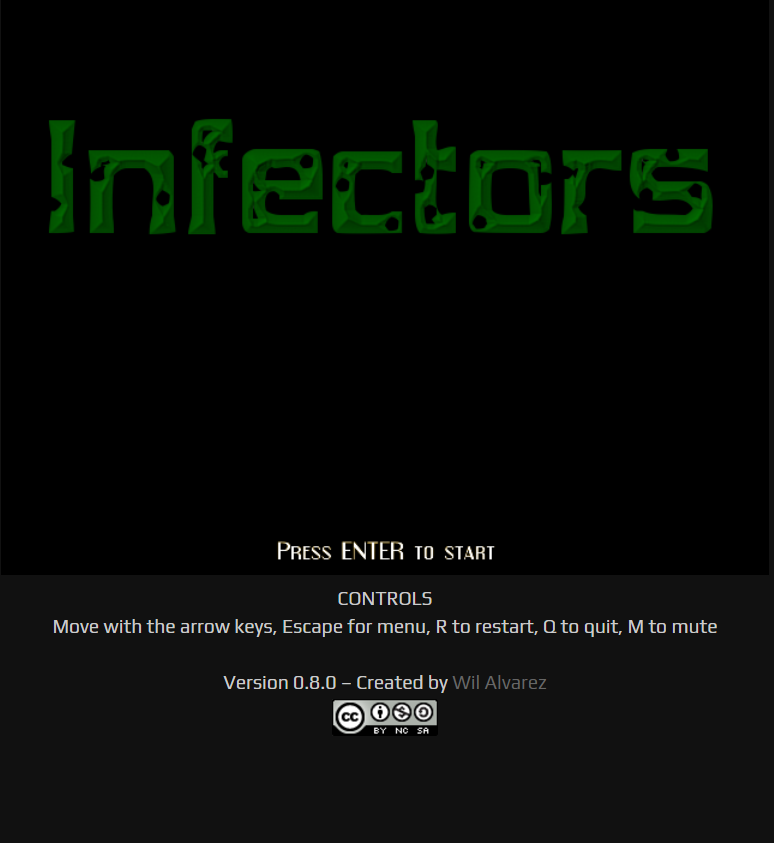 Infectors
Press ENTER to start
CONTROLS
Move with the arrow keys, Escape for menu, R to restart, Q to quit, M to mute
Version 0.8.0 – Created by Wil Alvarez
cc
BY NC SA